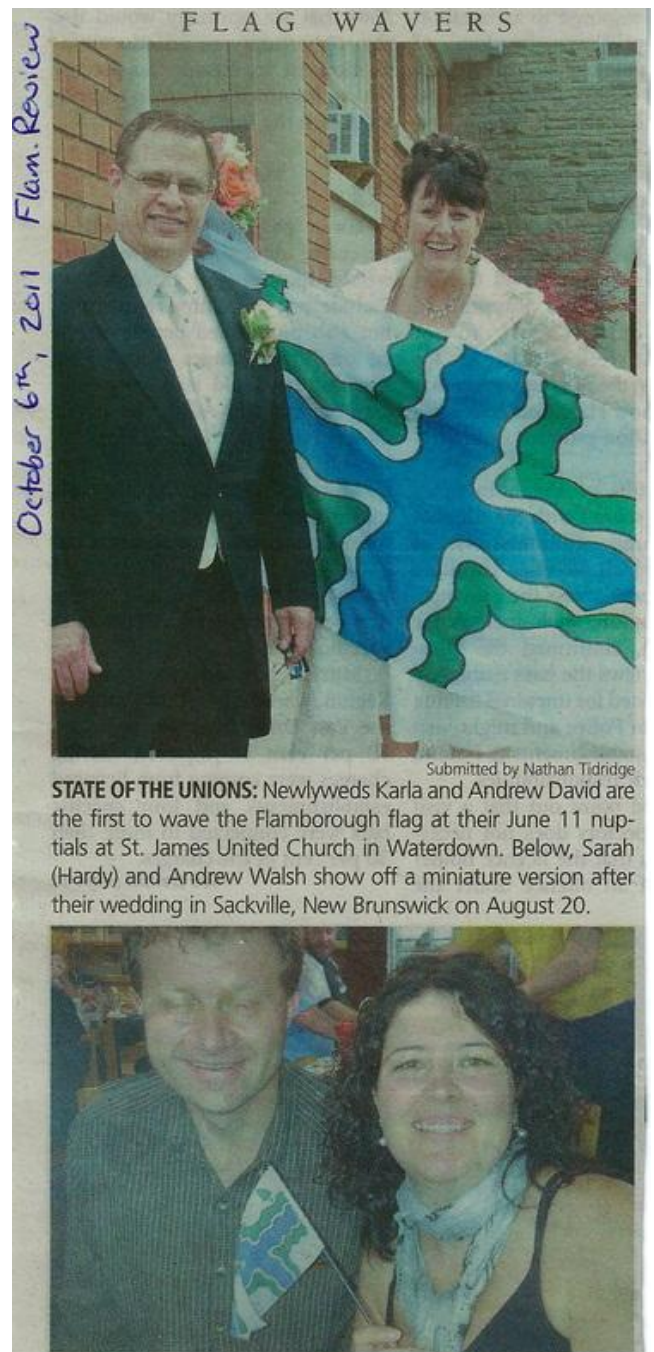 FLAG WAVERS
October 6th, 2011 Flam. Review
Submitted by Nathan Tidridge
STATE OF THE UNIONS: Newlyweds Karla and Andrew David are
the first to wave the Flamborough flag at their June 11 nup-
tials at St. James United Church in Waterdown. Below, Sarah
(Hardy) and Andrew Walsh show off a miniature version after
their wedding in Sackville, New Brunswick on August 20.